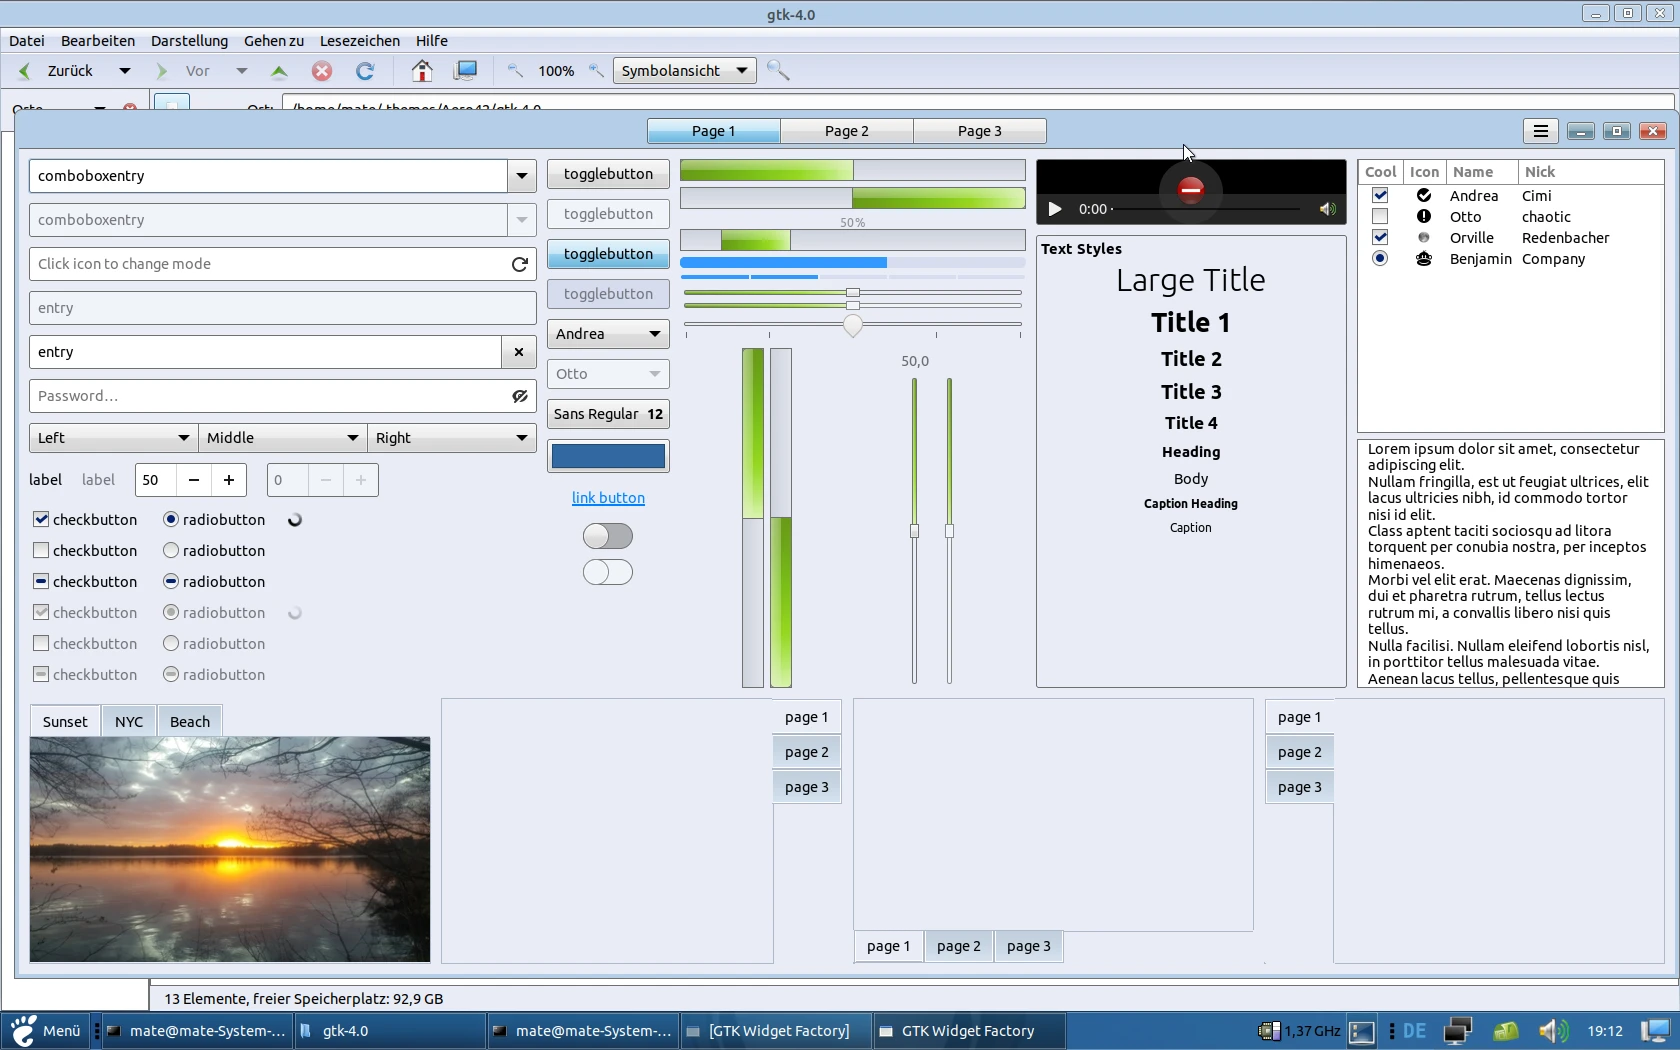 gtk-4.0
Datei Bearbeiten Darstellung Gehen zu Lesezeichen Hilfe
Zurück Vor 100% Symbolansicht
Orte Ort: /home/mate/.themes/Aero42/gtk-4.0
Page 1 Page 2 Page 3
comboboxentry
comboboxentry
Click icon to change mode
entry
entry
Password...
Left Middle Right
label label 50 0
checkbutton radiobutton
checkbutton radiobutton
checkbutton radiobutton
checkbutton radiobutton
checkbutton radiobutton
checkbutton radiobutton
togglebutton
togglebutton
togglebutton
togglebutton
Andrea
Otto
Sans Regular 12
link button
50%
50,0
0:00
Text Styles
Large Title
Title 1
Title 2
Title 3
Title 4
Heading
Body
Caption Heading
Caption
Cool Icon Name Nick
Andrea Cimi
Otto chaotic
Orville Redenbacher
Benjamin Company
Lorem ipsum dolor sit amet, consectetur
adipiscing elit.
Nullam fringilla, est ut feugiat ultrices, elit
lacus ultricies nibh, id commodo tortor
nisi id elit.
Class aptent taciti sociosqu ad litora
torquent per conubia nostra, per inceptos
himenaeos.
Morbi vel elit erat. Maecenas dignissim,
dui et pharetra rutrum, tellus lectus
rutrum mi, a convallis libero nisi quis
tellus.
Nulla facilisi. Nullam eleifend lobortis nisl,
in porttitor tellus malesuada vitae.
Aenean lacus tellus, pellentesque quis
Sunset NYC Beach
page 1
page 2
page 3
page 1 page 2 page 3
page 1
page 2
page 3
13 Elemente, freier Speicherplatz: 92,9 GB
Menü mate@mate-System-... gtk-4.0 mate@mate-System-... [GTK Widget Factory] GTK Widget Factory 1,37 GHz DE 19:12